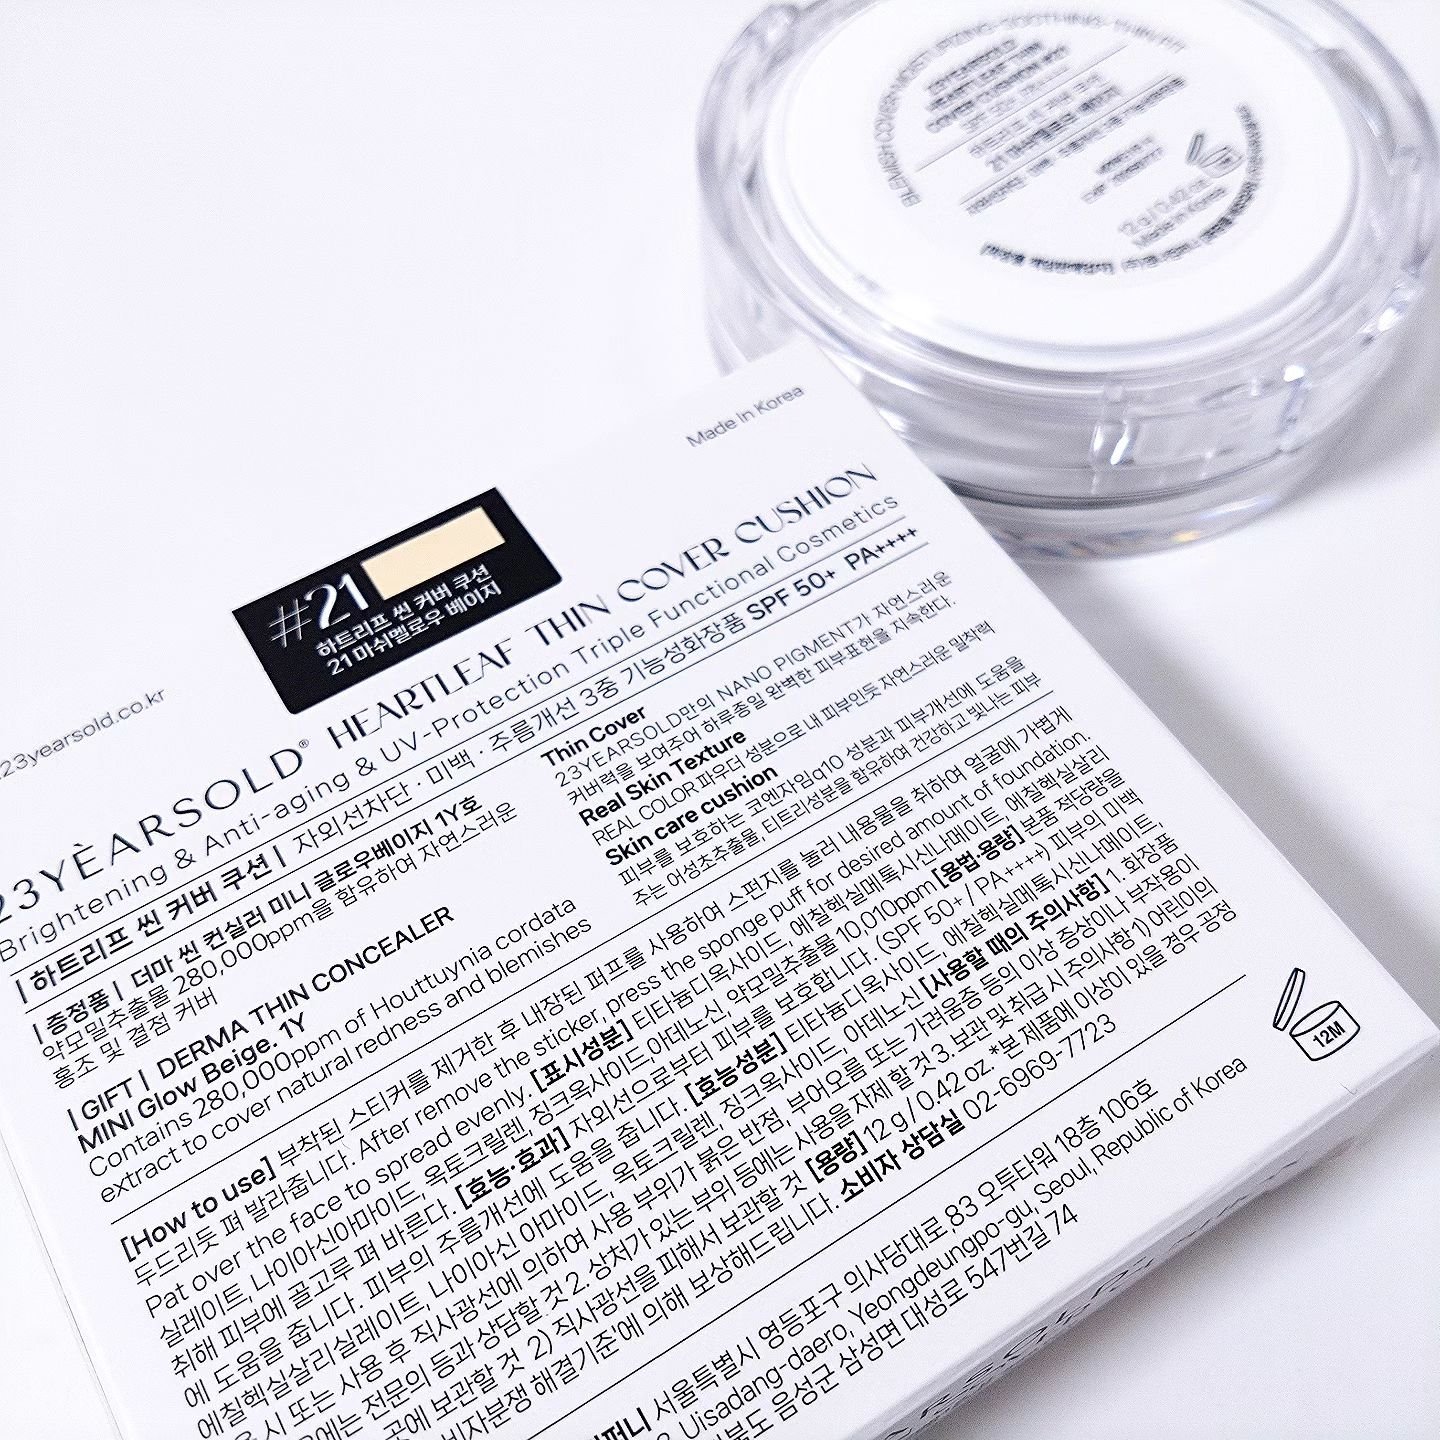 BLEMISH COVER · MOISTURIZING · SOOTHING · THIN FIT
23YEARSOLD
HEARTLEAF THIN
COVER CUSHION #21
12 g / 0.42 oz.
Made in Korea
Made in Korea
#21
하트리프 씬 커버 쿠션
21 마쉬멜로우 베이지
23yearsold.co.kr
23YÈARSOLD® HEARTLEAF THIN COVER CUSHION
Brightening & Anti-aging & UV-Protection Triple Functional Cosmetics
| 하트리프 씬 커버 쿠션 | 자외선차단 · 미백 · 주름개선 3중 기능성화장품 SPF 50+ PA++++
| 증정품 | 더마 씬 컨실러 미니 글로우베이지 1Y호
약모밀추출물 280,000ppm을 함유하여 자연스러운
홍조 및 결점 커버
| GIFT | DERMA THIN CONCEALER
MINI Glow Beige. 1Y
Contains 280,000ppm of Houttuynia cordata
extract to cover natural redness and blemishes
Thin Cover
23YEARSOLD만의 NANO PIGMENT가 자연스러운
커버력을 보여주어 하루종일 완벽한 피부표현을 지속한다.
Real Skin Texture
REAL COLOR파우더 성분으로 내 피부인듯 자연스러운 밀착력
Skin care cushion
피부를 보호하는 코엔자임q10 성분과 피부개선에 도움을
주는 어성초추출물, 티트리성분을 함유하여 건강하고 빛나는 피부
[How to use] 부착된 스티커를 제거한 후 내장된 퍼프를 사용하여 스펀지를 눌러 내용물을 취하여 얼굴에 가볍게
두드리듯 펴 발라줍니다. After remove the sticker, press the sponge puff for desired amount of foundation.
Pat over the face to spread evenly. [표시성분] 티타늄디옥사이드, 에칠헥실메톡시신나메이트, 에칠헥실살리
실레이트, 나이아신아마이드, 옥토크릴렌, 징크옥사이드,아데노신, 약모밀추출물 10,010ppm [용법·용량] 본품 적당량을
취해 피부에 골고루 펴 바른다. [효능·효과] 자외선으로부터 피부를 보호합니다. (SPF 50+ / PA++++) 피부의 미백
에 도움을 줍니다. 피부의 주름개선에 도움을 줍니다. [효능성분] 티타늄디옥사이드, 에칠헥실메톡시신나메이트,
에칠헥실살리실레이트, 나이아신 아마이드, 옥토크릴렌, 징크옥사이드, 아데노신 [사용할 때의 주의사항] 1. 화장품
시 또는 사용 후 직사광선에 의하여 사용 부위가 붉은 반점, 부어오름 또는 가려움증 등의 이상 증상이나 부작용이
에는 전문의 등과 상담할 것 2. 상처가 있는 부위 등에는 사용을 자제 할 것 3. 보관 및 취급 시 주의사항 1) 어린이의
곳에 보관할 것 2) 직사광선을 피해서 보관할 것 [용량] 12 g / 0.42 oz. *본 제품에 이상이 있을 경우 공정
비자분쟁 해결기준'에 의해 보상해드립니다. 소비자 상담실 02-6969-7723
12M
퍼니 서울특별시 영등포구 의사당대로,83 오투타워 18층 106호
Uisadang-daero, Yeongdeungpo-gu, Seoul, Republic of Korea
북도 음성군 삼성면 대성로 547번길 74